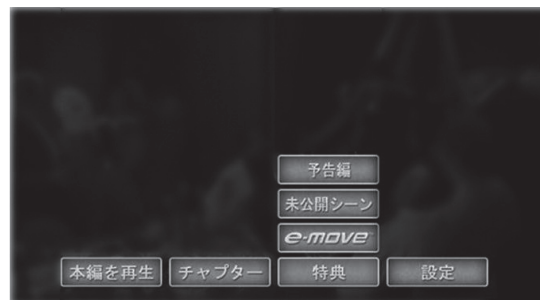 予告編
未公開シーン
e-move
本編を再生 チャプター 特典 設定